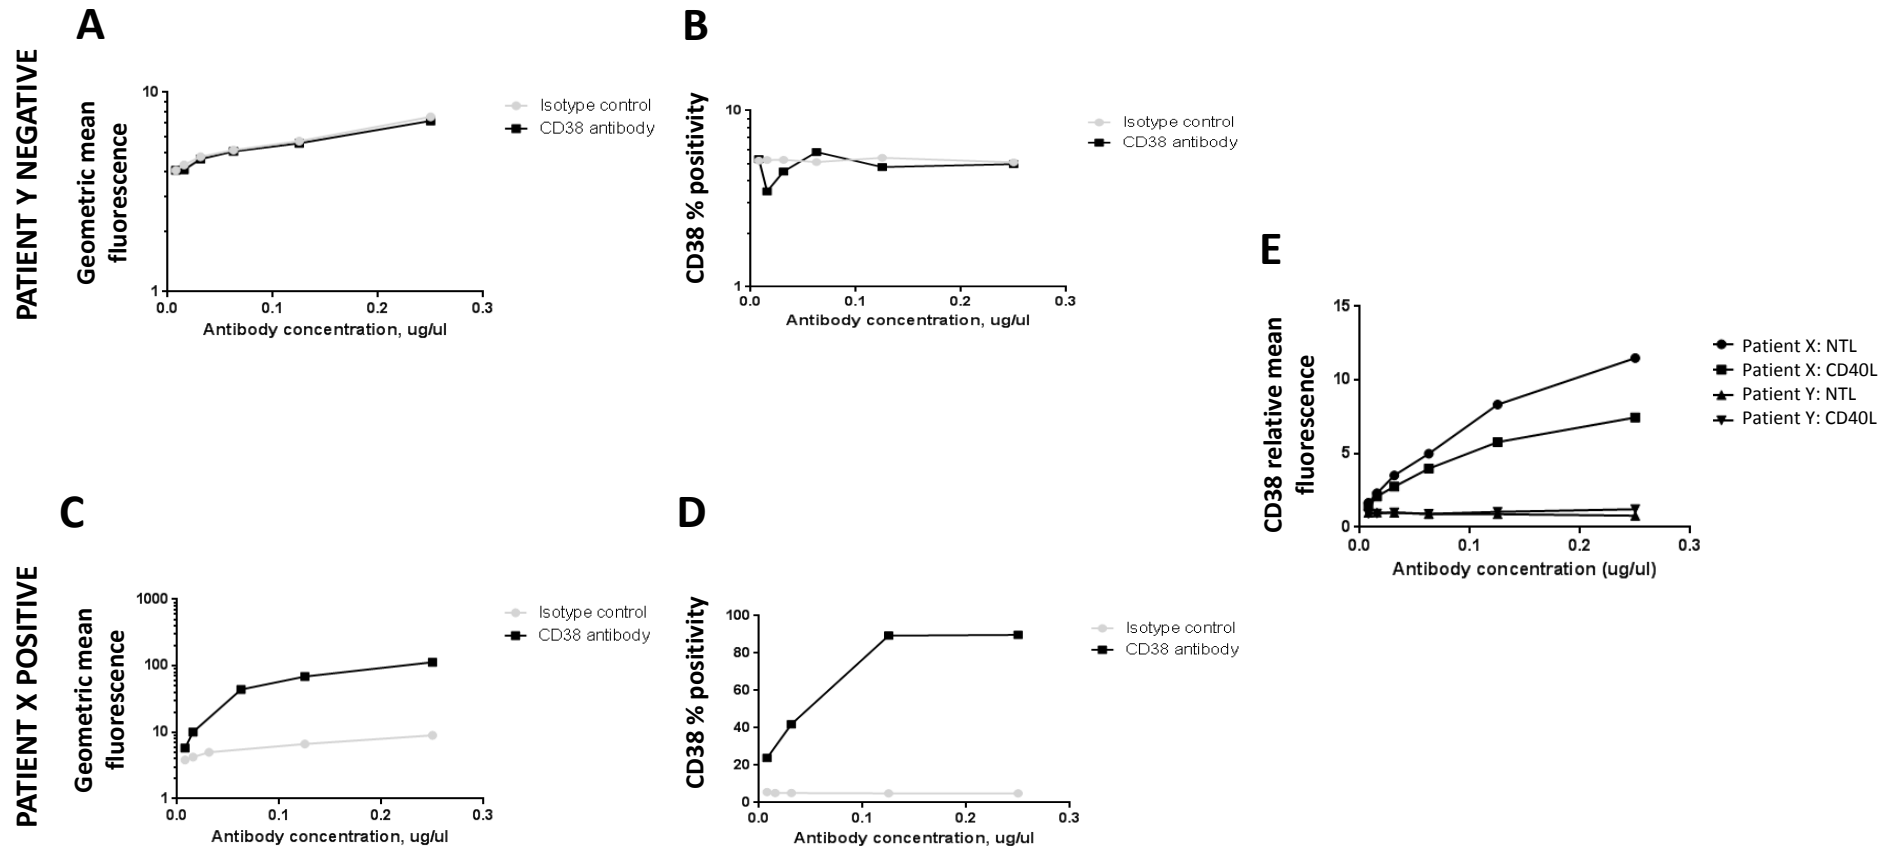 A
PATIENT Y NEGATIVE
Geometric mean
fluorescence
10
1
0.0 0.1 0.2 0.3
Antibody concentration, ug/ul
Isotype control
CD38 antibody
B
CD38 % positivity
10
1
0.0 0.1 0.2 0.3
Antibody concentration, ug/ul
Isotype control
CD38 antibody
C
PATIENT X POSITIVE
Geometric mean
fluorescence
1000
100
10
1
0.0 0.1 0.2 0.3
Antibody concentration, ug/ul
Isotype control
CD38 antibody
D
CD38 % positivity
100
80
60
40
20
0
0.0 0.1 0.2 0.3
Antibody concentration, ug/ul
Isotype control
CD38 antibody
E
CD38 relative mean
fluorescence
15
10
5
0
0.0 0.1 0.2 0.3
Antibody concentration (ug/ul)
Patient X: NTL
Patient X: CD40L
Patient Y: NTL
Patient Y: CD40L